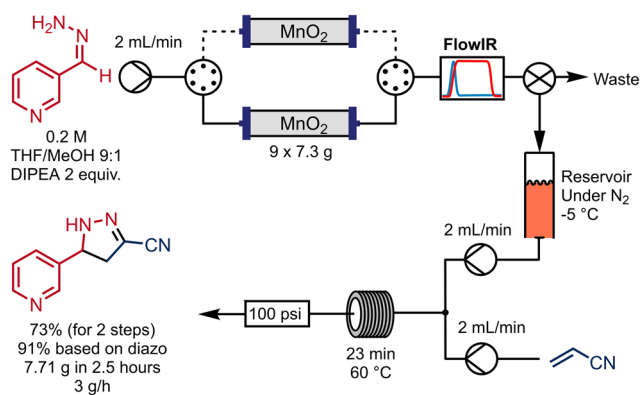 H₂N
N
H
N
0.2 M
THF/MeOH 9:1
DIPEA 2 equiv.
2 mL/min
MnO₂
MnO₂
9 x 7.3 g
FlowIR
Waste
Reservoir
Under N₂
-5 °C
2 mL/min
2 mL/min
CN
23 min
60 °C
100 psi
HN
N
CN
N
73% (for 2 steps)
91% based on diazo
7.71 g in 2.5 hours
3 g/h